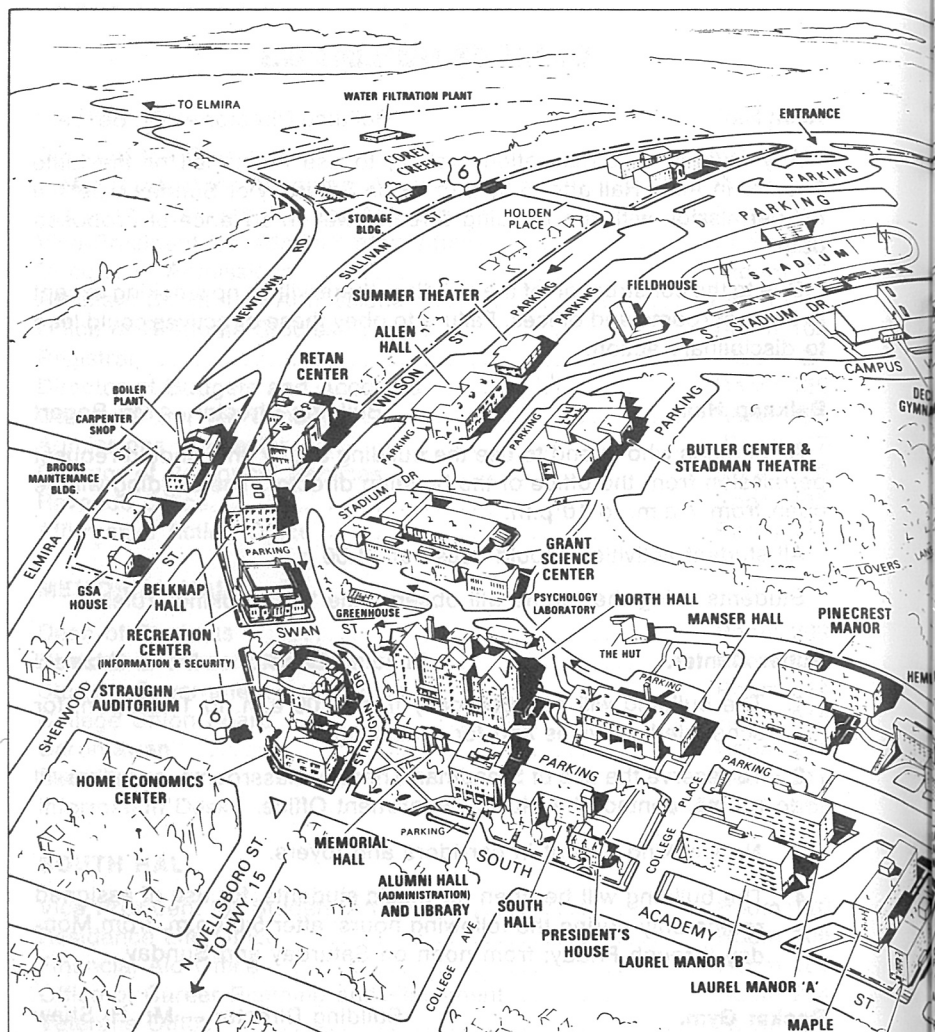 TO ELMIRA
WATER FILTRATION PLANT
ENTRANCE
COREY
CREEK
6
PARKING
PARKING
STORAGE
BLDG.
SULLIVAN ST
HOLDEN
PLACE
NEWTOWN RD
STADIUM
FIELDHOUSE
SUMMER THEATER
PARKING
PARKING
S. STADIUM DR
ALLEN
HALL
WILSON ST.
CAMPUS
RETAN
CENTER
DEC
GYMNA
BOILER
PLANT
CARPENTER
SHOP
PARKING
PARKING
PARKING
BROOKS
MAINTENANCE
BLDG.
BUTLER CENTER &
STEADMAN THEATRE
STADIUM DR
ELMIRA ST
PARKING
GRANT
SCIENCE
CENTER
LOVERS LANE
GSA
HOUSE
BELKNAP
HALL
GREENHOUSE
PSYCHOLOGY
LABORATORY
NORTH HALL
MANSER HALL
PINECREST
MANOR
SWAN ST
RECREATION
CENTER
(INFORMATION & SECURITY)
THE HUT
PARKING
HEML
STRAUGHN
AUDITORIUM
6
SHERWOOD ST
STRAUGHN DR
HOME ECONOMICS
CENTER
PARKING
PARKING
COLLEGE PLACE
MEMORIAL
HALL
PARKING
SOUTH
ALUMNI HALL
(ADMINISTRATION)
AND LIBRARY
SOUTH
HALL
PRESIDENT'S
HOUSE
ACADEMY ST
N. WELLSBORO ST.
TO HWY 15
COLLEGE AVE
LAUREL MANOR 'B'
LAUREL MANOR 'A'
MAPLE